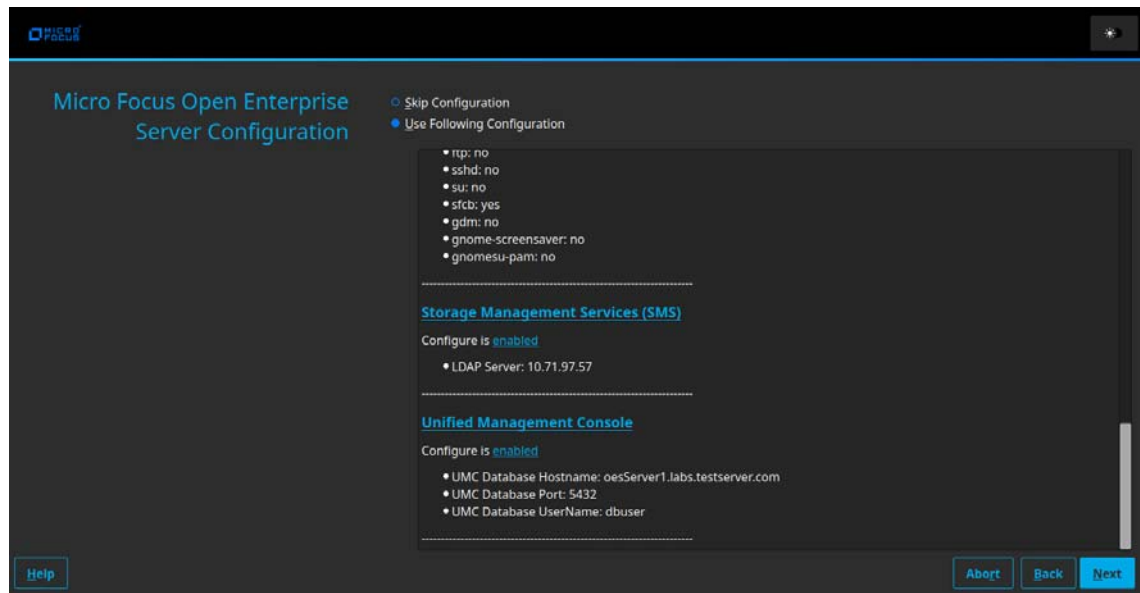 MICRO
FOCUS
Micro Focus Open Enterprise
Server Configuration
Skip Configuration
Use Following Configuration
ftp: no
sshd: no
su: no
sfcb: yes
gdm: no
gnome-screensaver: no
gnomesu-pam: no
Storage Management Services (SMS)
Configure is enabled
LDAP Server: 10.71.97.57
Unified Management Console
Configure is enabled
UMC Database Hostname: oesServer1.labs.testserver.com
UMC Database Port: 5432
UMC Database UserName: dbuser
Help
Abort
Back
Next